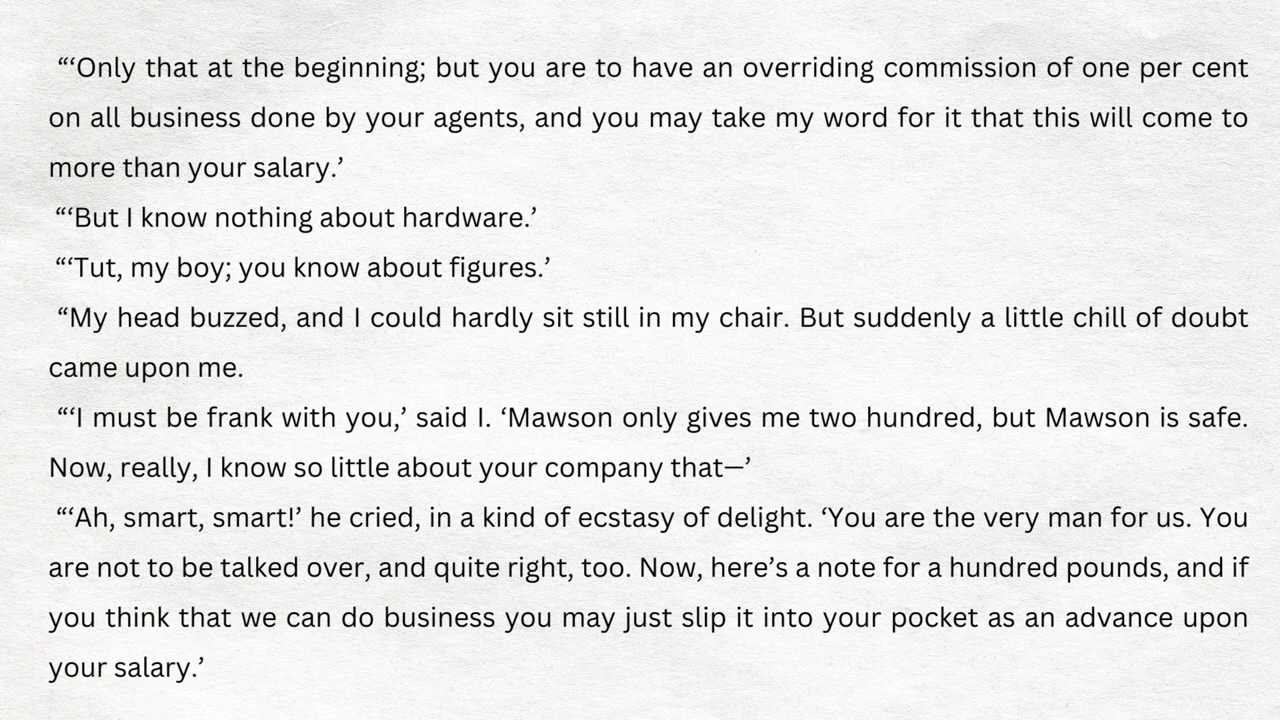 “‘Only that at the beginning; but you are to have an overriding commission of one per cent
on all business done by your agents, and you may take my word for it that this will come to
more than your salary.’
“‘But I know nothing about hardware.’
“‘Tut, my boy; you know about figures.’
“My head buzzed, and I could hardly sit still in my chair. But suddenly a little chill of doubt
came upon me.
“‘I must be frank with you,’ said I. ‘Mawson only gives me two hundred, but Mawson is safe.
Now, really, I know so little about your company that—’
“‘Ah, smart, smart!’ he cried, in a kind of ecstasy of delight. ‘You are the very man for us. You
are not to be talked over, and quite right, too. Now, here’s a note for a hundred pounds, and if
you think that we can do business you may just slip it into your pocket as an advance upon
your salary.’